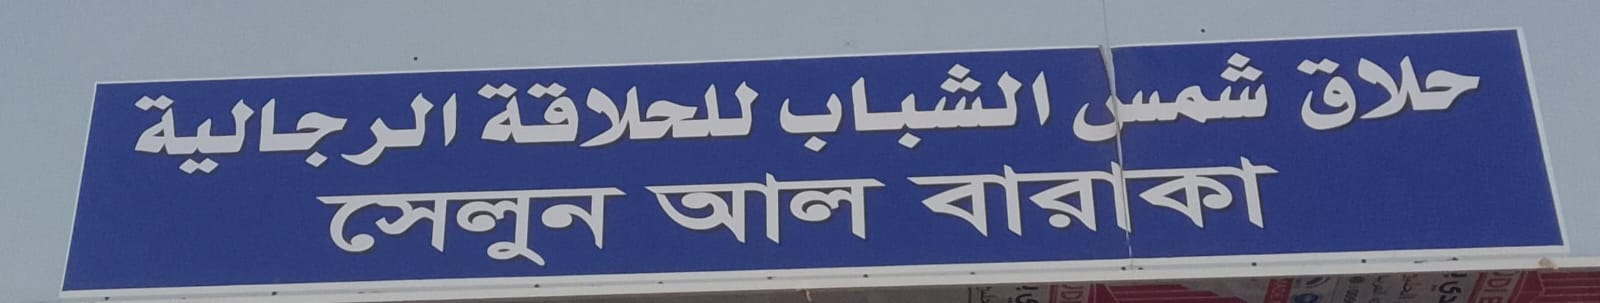 حلاق شمس الشباب للحلاقة الرجالية
সেলুন আল বারাকা